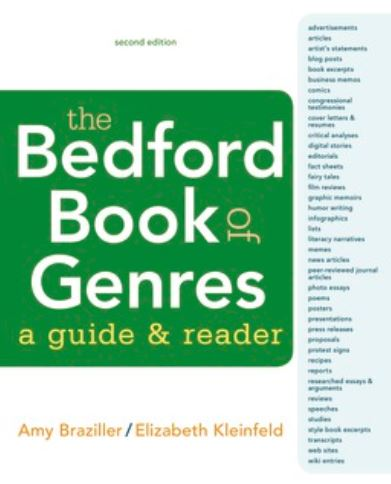 second edition
the
Bedford
Book of
Genres
a guide & reader
Amy Braziller / Elizabeth Kleinfeld
advertisements
articles
artist's statements
blog posts
book excerpts
business memos
comics
congressional
testimonies
cover letters &
resumes
critical analyses
digital stories
editorials
fact sheets
fairy tales
film reviews
graphic memoirs
humor writing
infographics
lists
literacy narratives
memes
news articles
peer-reviewed journal
articles
photo essays
poems
posters
presentations
press releases
proposals
protest signs
recipes
reports
researched essays &
arguments
reviews
speeches
studies
style book excerpts
transcripts
web sites
wiki entries